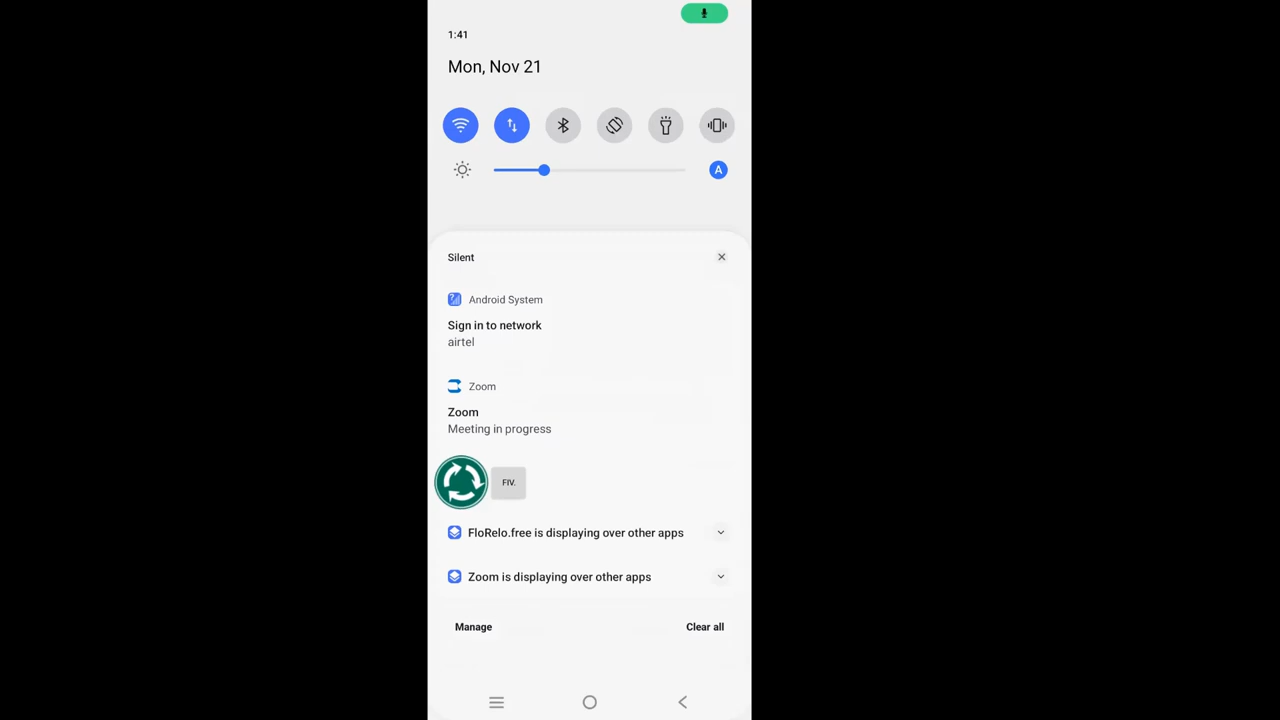 1:41
Mon, Nov 21
A
Silent
Android System
Sign in to network
airtel
Zoom
Zoom
Meeting in progress
FIV.
FloRelo.free is displaying over other apps
Zoom is displaying over other apps
Manage
Clear all